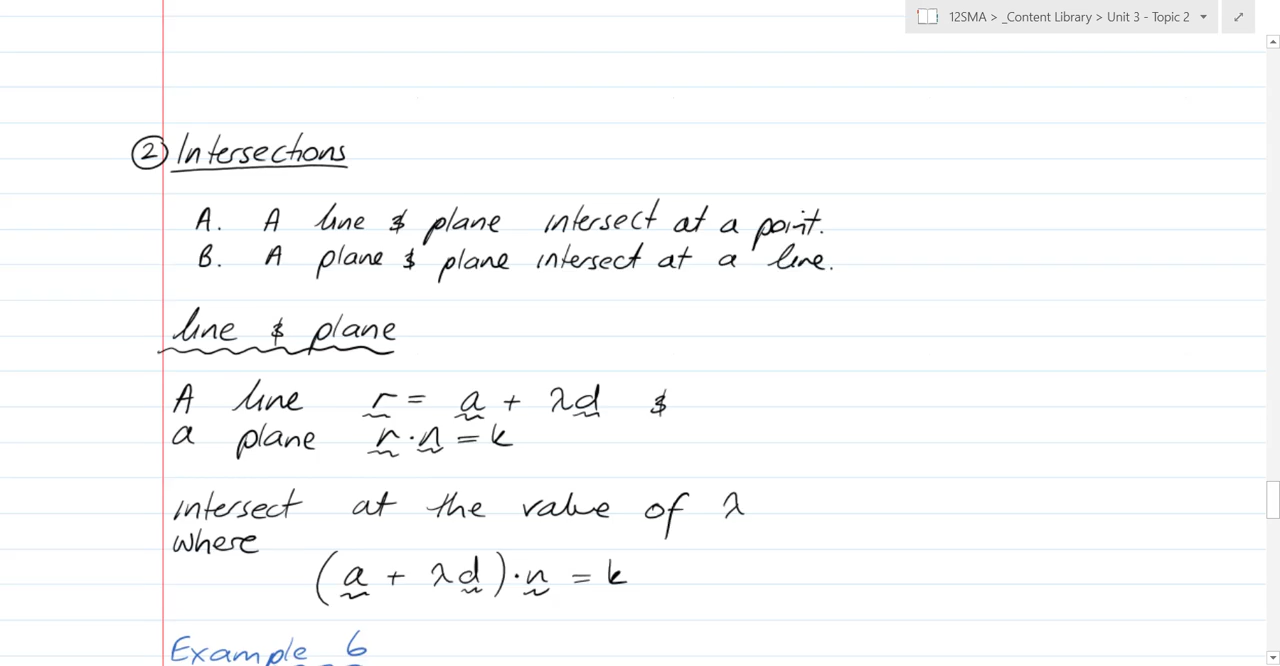 12SMA > _Content Library > Unit 3 - Topic 2
② Intersections
A. A line & plane intersect at a point.
B. A plane & plane intersect at a line.
line & plane
A line r = a + λd &
a plane r·n = k
intersect at the value of λ
where
(a + λd)·n = k
Example 6